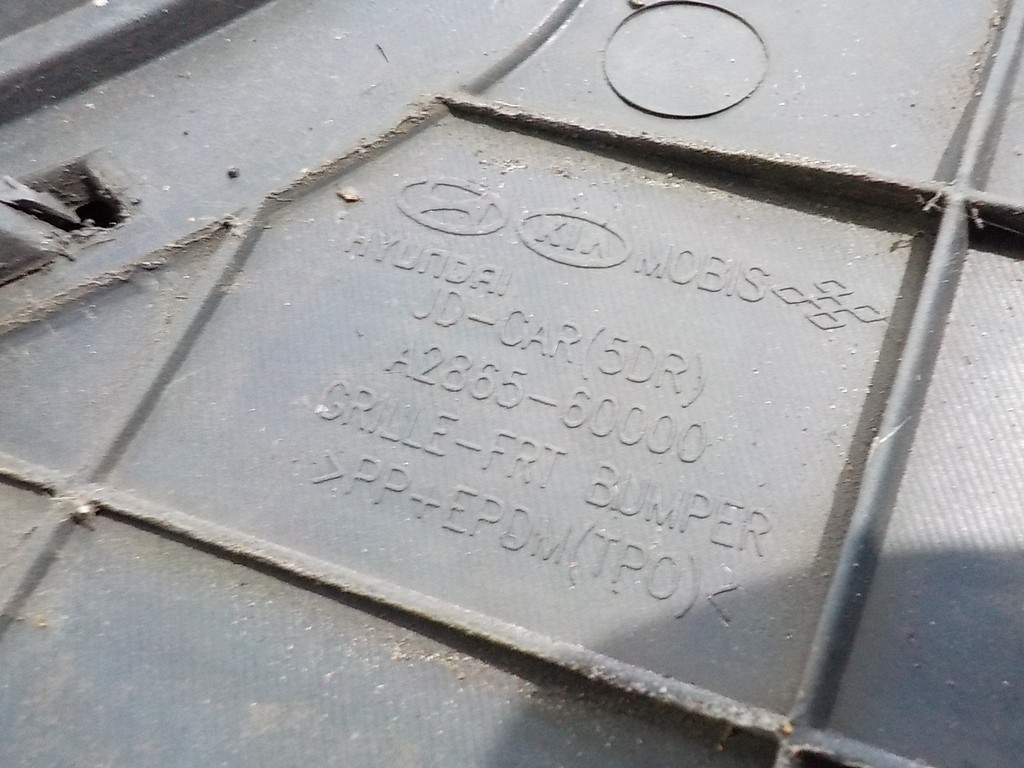 KIA MOBIS
HYUNDAI
JD-CAR(5DR)
A2865-60000
GRILLE-FRT BUMPER
>PP+EPDM(TPO)<